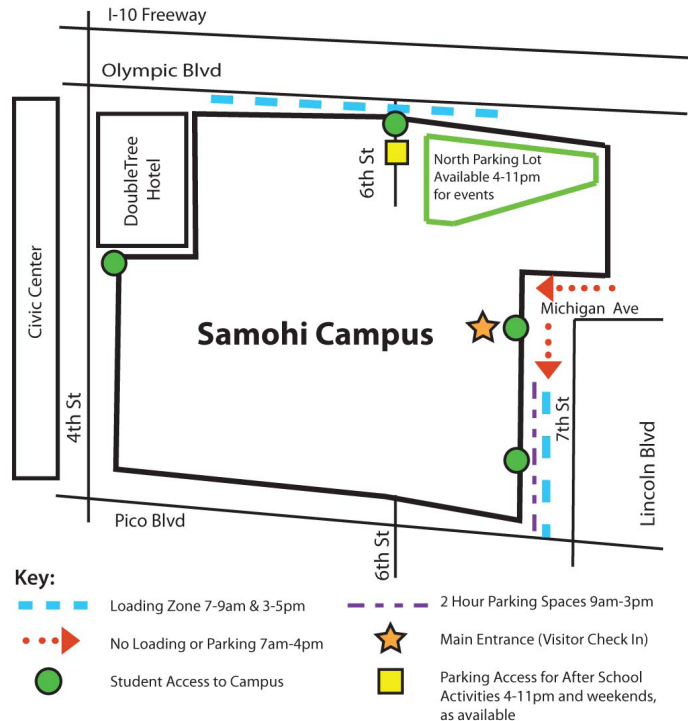 I-10 Freeway
Olympic Blvd
DoubleTree
Hotel
6th St
North Parking Lot
Available 4-11pm
for events
Civic Center
Samohi Campus
Michigan Ave
4th St
7th St
Lincoln Blvd
Pico Blvd
6th St
Key:
Loading Zone 7-9am & 3-5pm
2 Hour Parking Spaces 9am-3pm
No Loading or Parking 7am-4pm
Main Entrance (Visitor Check In)
Student Access to Campus
Parking Access for After School
Activities 4-11pm and weekends,
as available